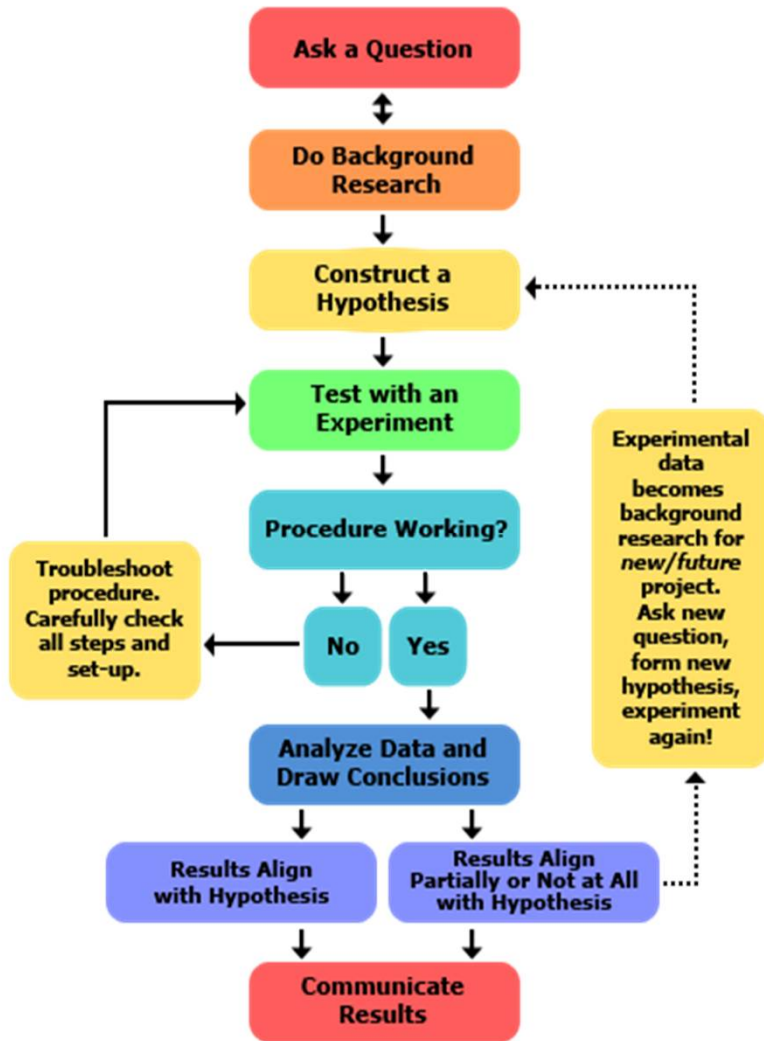 Ask a Question
Do Background
Research
Construct a
Hypothesis
Test with an
Experiment
Procedure Working?
No
Yes
Troubleshoot
procedure.
Carefully check
all steps and
set-up.
Analyze Data and
Draw Conclusions
Results Align
with Hypothesis
Results Align
Partially or Not at All
with Hypothesis
Experimental
data
becomes
background
research for
new/future
project.
Ask new
question,
form new
hypothesis,
experiment
again!
Communicate
Results